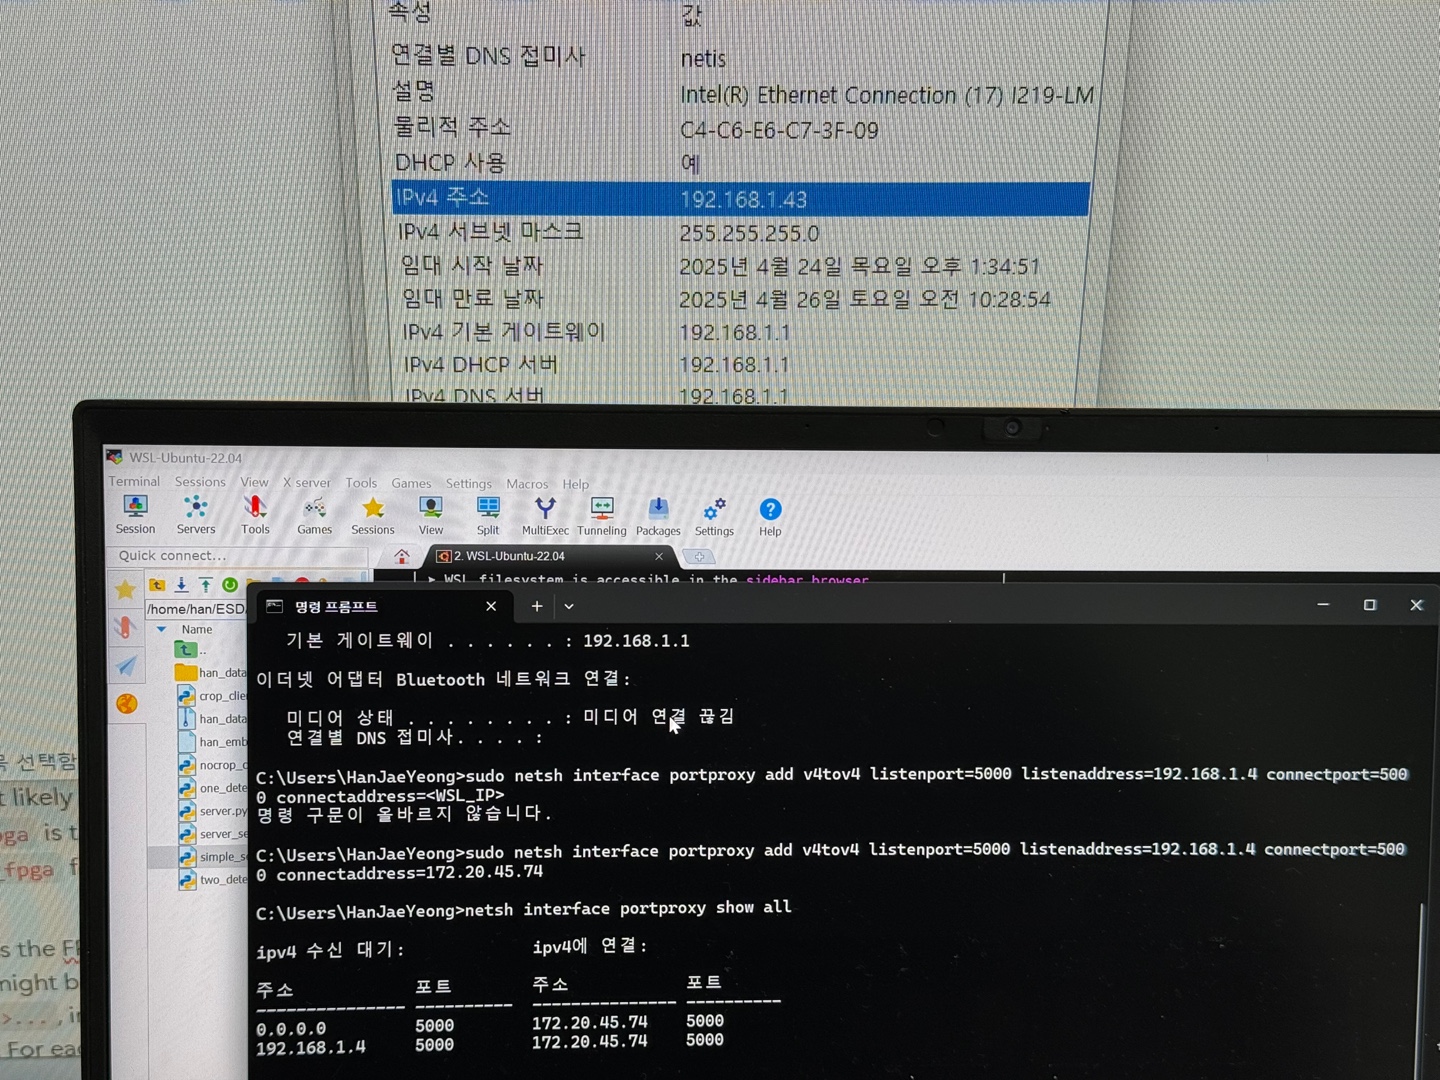 속성 값
연결별 DNS 접미사 netis
설명 Intel(R) Ethernet Connection (17) I219-LM
물리적 주소 C4-C6-E6-C7-3F-09
DHCP 사용 예
IPv4 주소 192.168.1.43
IPv4 서브넷 마스크 255.255.255.0
임대 시작 날짜 2025년 4월 24일 목요일 오후 1:34:51
임대 만료 날짜 2025년 4월 26일 토요일 오전 10:28:54
IPv4 기본 게이트웨이 192.168.1.1
IPv4 DHCP 서버 192.168.1.1
IPv4 DNS 서버 192.168.1.1
WSL-Ubuntu-22.04
Terminal Sessions View X server Tools Games Settings Macros Help
Session Servers Tools Games Sessions View Split MultiExec Tunneling Packages Settings Help
Quick connect...
2. WSL-Ubuntu-22.04
▸ WSL filesystem is accessible in the sidebar browser
/home/han/ESD
Name
..
han_data
crop_clie
han_data
han_emb
nocrop_c
one_dete
server.py
server_se
simple_s
two_dete
명령 프롬프트
기본 게이트웨이 . . . . . . : 192.168.1.1
이더넷 어댑터 Bluetooth 네트워크 연결:
미디어 상태 . . . . . . . . : 미디어 연결 끊김
연결별 DNS 접미사. . . . :
C:\Users\HanJaeYeong>sudo netsh interface portproxy add v4tov4 listenport=5000 listenaddress=192.168.1.4 connectport=500
0 connectaddress=<WSL_IP>
명령 구문이 올바르지 않습니다.
C:\Users\HanJaeYeong>sudo netsh interface portproxy add v4tov4 listenport=5000 listenaddress=192.168.1.4 connectport=500
0 connectaddress=172.20.45.74
C:\Users\HanJaeYeong>netsh interface portproxy show all
ipv4 수신 대기: ipv4에 연결:
주소 포트 주소 포트
--------------- ---------- --------------- ----------
0.0.0.0 5000 172.20.45.74 5000
192.168.1.4 5000 172.20.45.74 5000
선택함
likely
ga is t
_fpga f
s the F
night b
>..., i
For ea